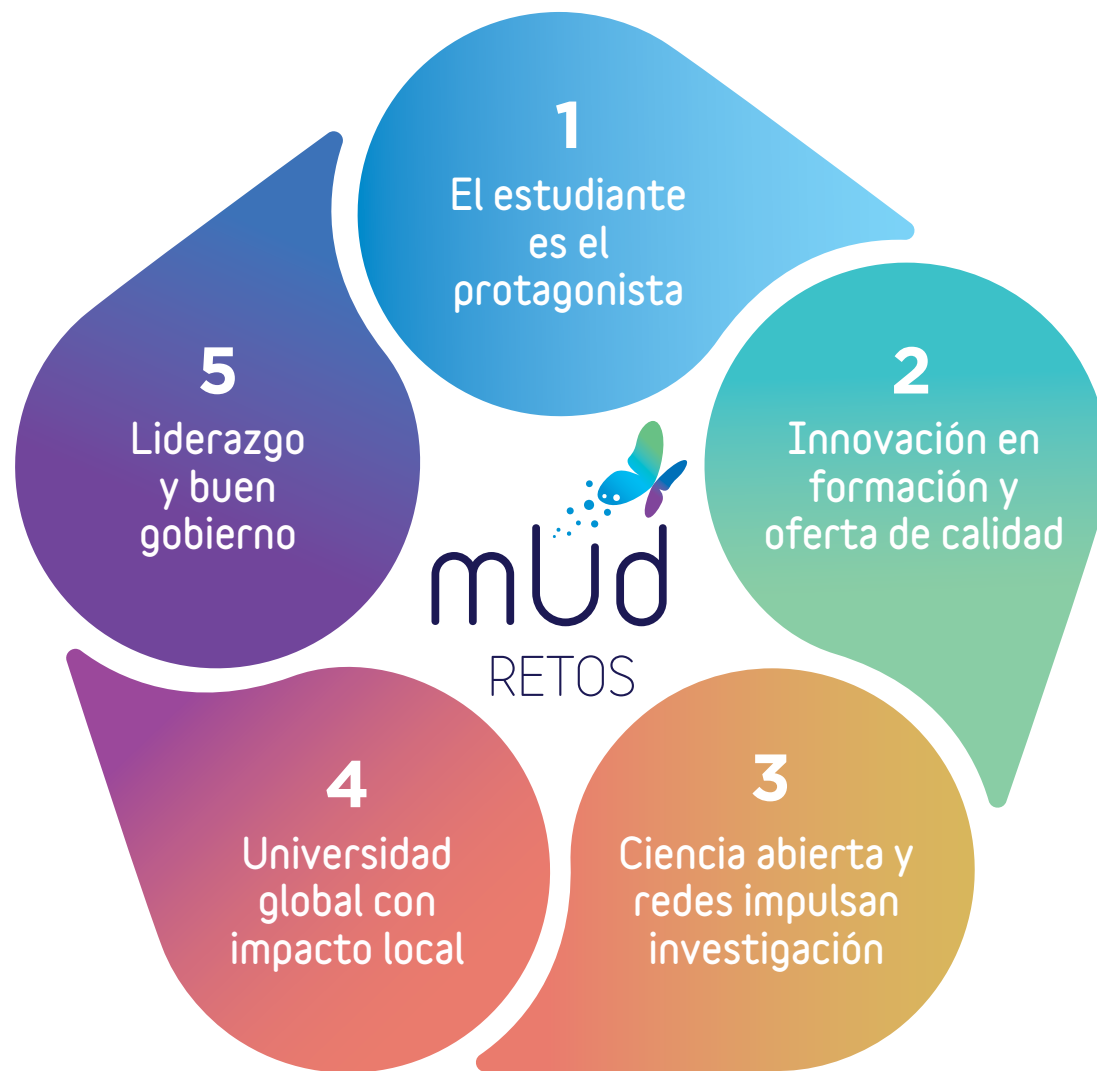 1
El estudiante
es el
protagonista
2
Innovación en
formación y
oferta de calidad
3
Ciencia abierta y
redes impulsan
investigación
4
Universidad
global con
impacto local
5
Liderazgo
y buen
gobierno
mUd
RETOS